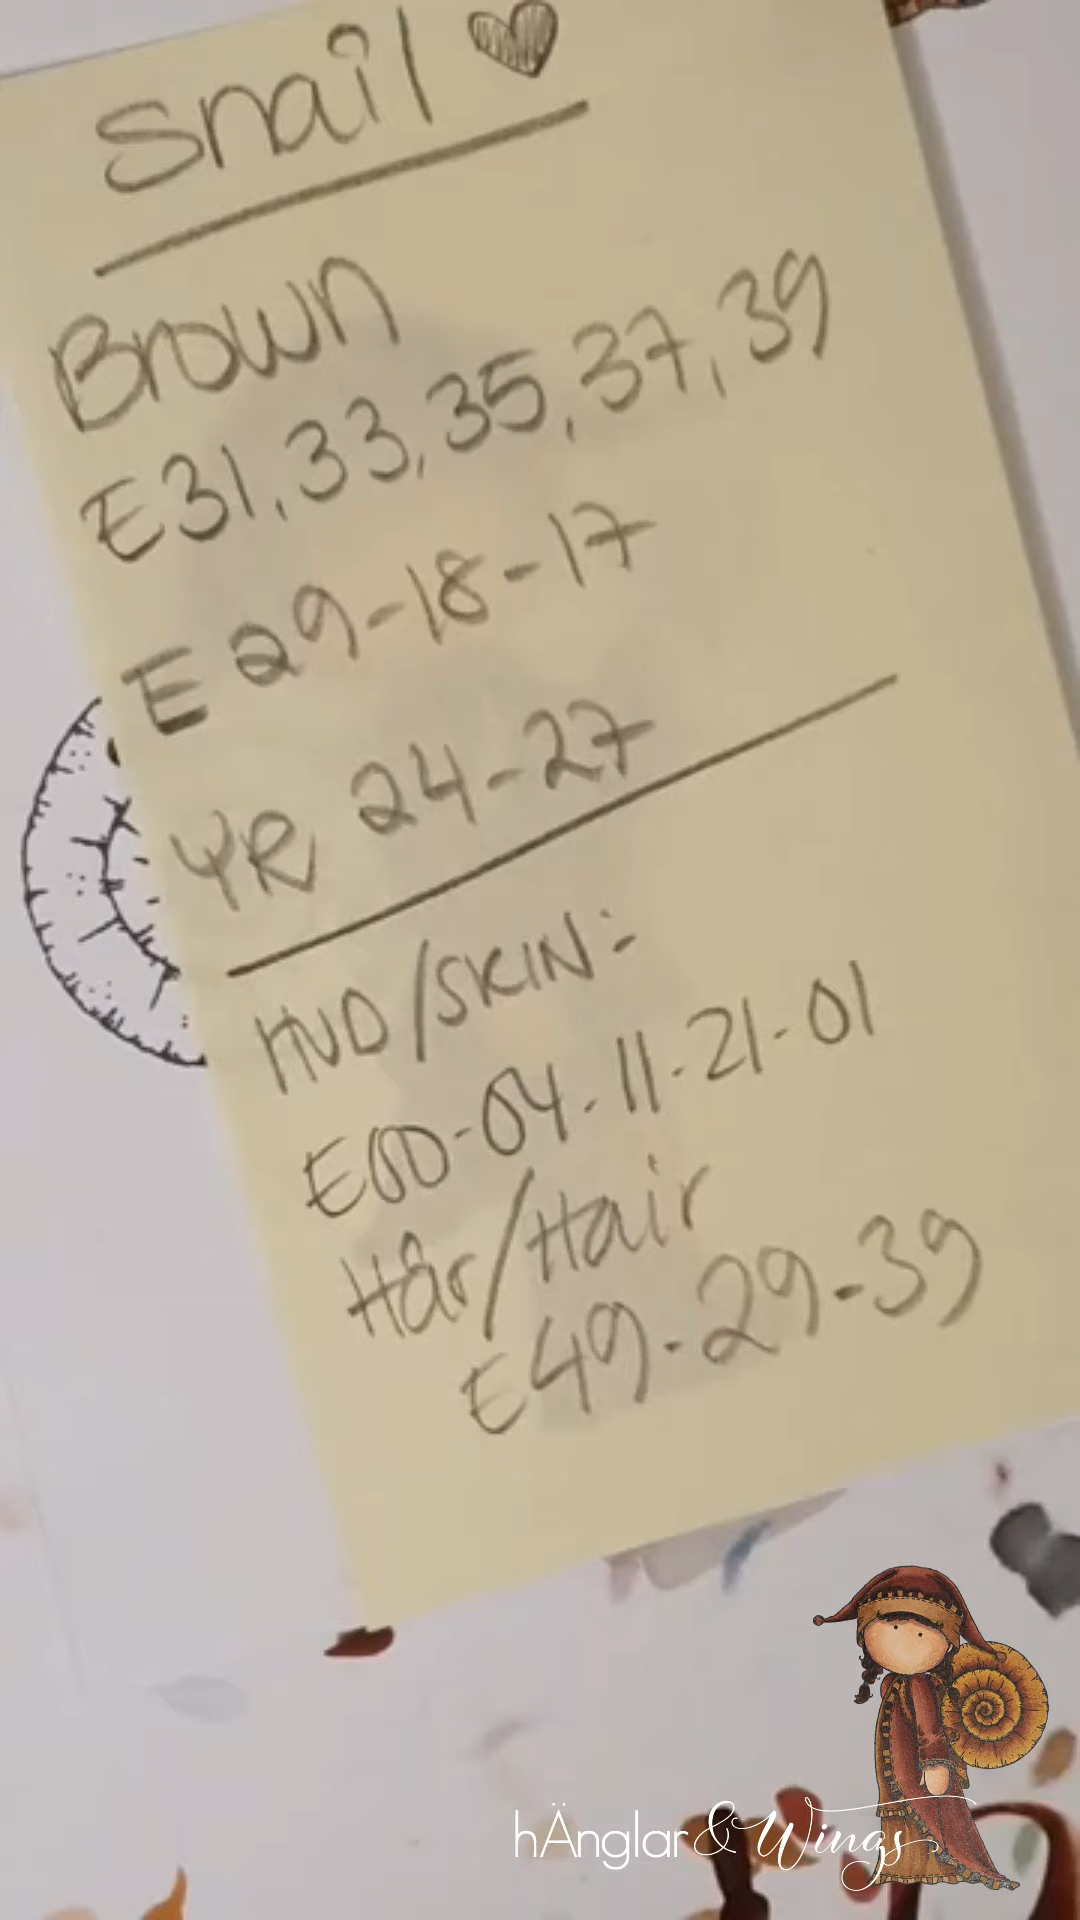 Snail ♥
Brown
E31, 33, 35, 37, 39
E 29-18-17
YR 24-27
HUD/SKIN:
E00-04-11-21-01
Hår/Hair
E49-29-39
hÄnglar & Wings